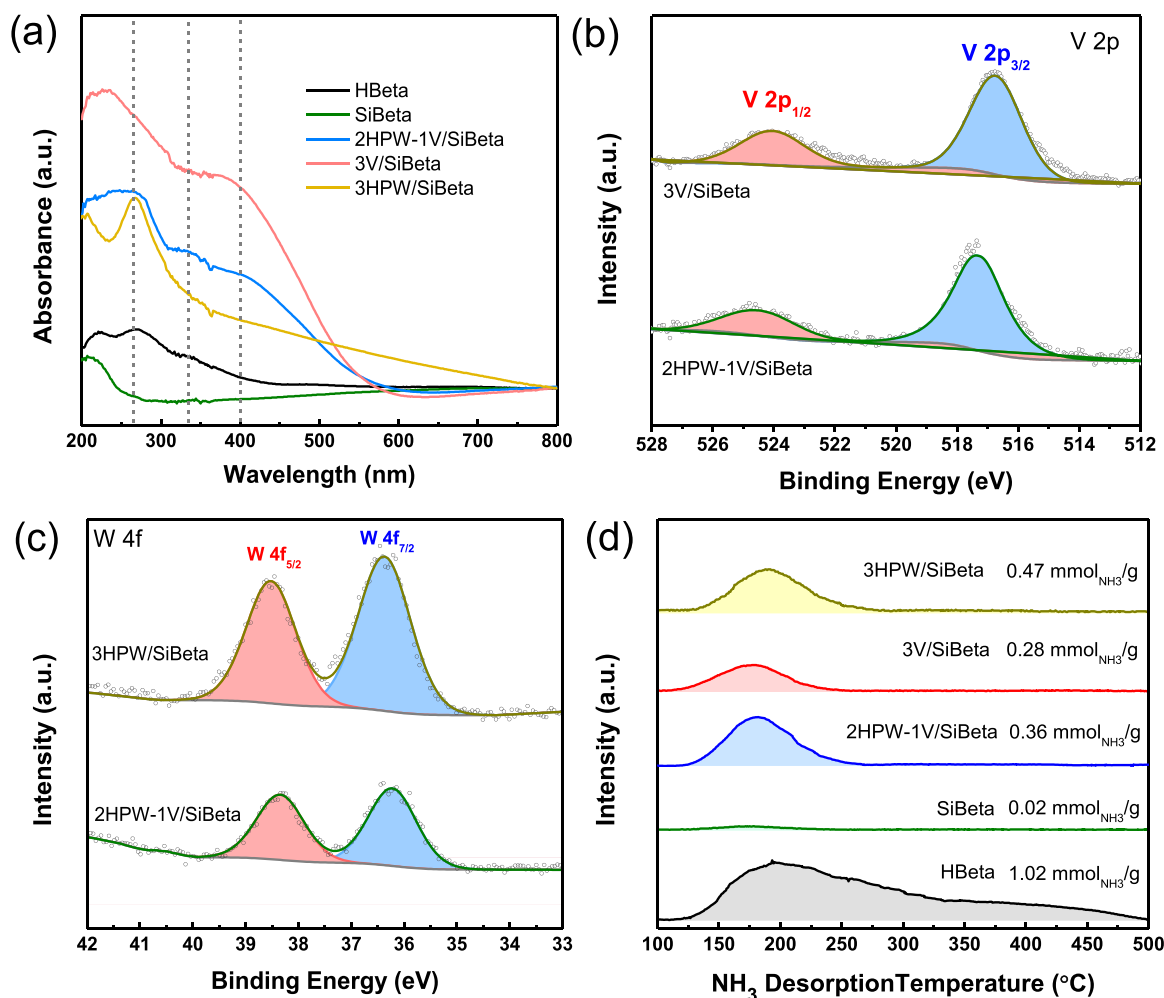 (a)
HBeta
SiBeta
2HPW-1V/SiBeta
3V/SiBeta
3HPW/SiBeta
Absorbance (a.u.)
200 300 400 500 600 700 800
Wavelength (nm)
(b)
V 2p
V 2p3/2
V 2p1/2
3V/SiBeta
2HPW-1V/SiBeta
Intensity (a.u.)
528 526 524 522 520 518 516 514 512
Binding Energy (eV)
(c)
W 4f
W 4f5/2
W 4f7/2
3HPW/SiBeta
2HPW-1V/SiBeta
Intensity (a.u.)
42 41 40 39 38 37 36 35 34 33
Binding Energy (eV)
(d)
3HPW/SiBeta 0.47 mmolNH3/g
3V/SiBeta 0.28 mmolNH3/g
2HPW-1V/SiBeta 0.36 mmolNH3/g
SiBeta 0.02 mmolNH3/g
HBeta 1.02 mmolNH3/g
Intensity (a.u.)
100 150 200 250 300 350 400 450 500
NH3 DesorptionTemperature (°C)